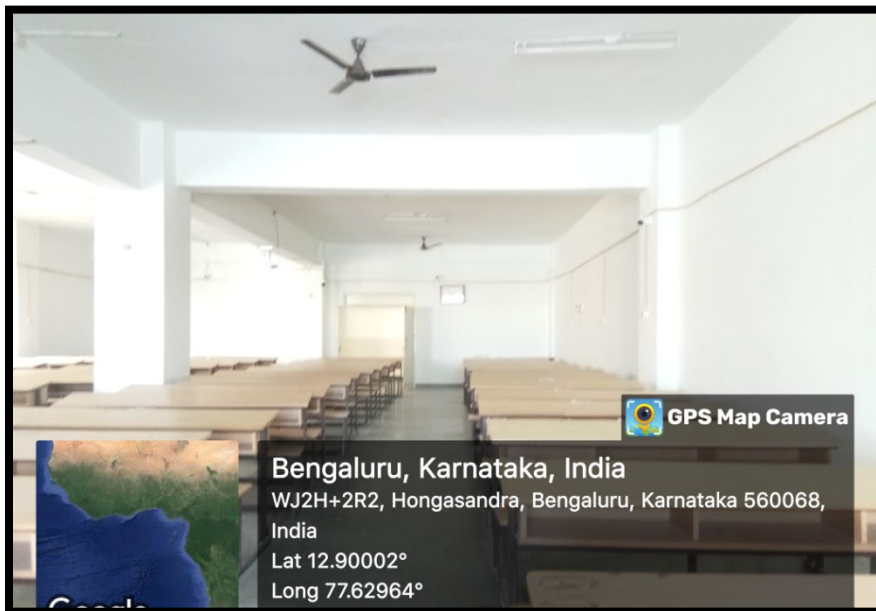 GPS Map Camera
Bengaluru, Karnataka, India
WJ2H+2R2, Hongasandra, Bengaluru, Karnataka 560068,
India
Lat 12.90002°
Long 77.62964°
Google